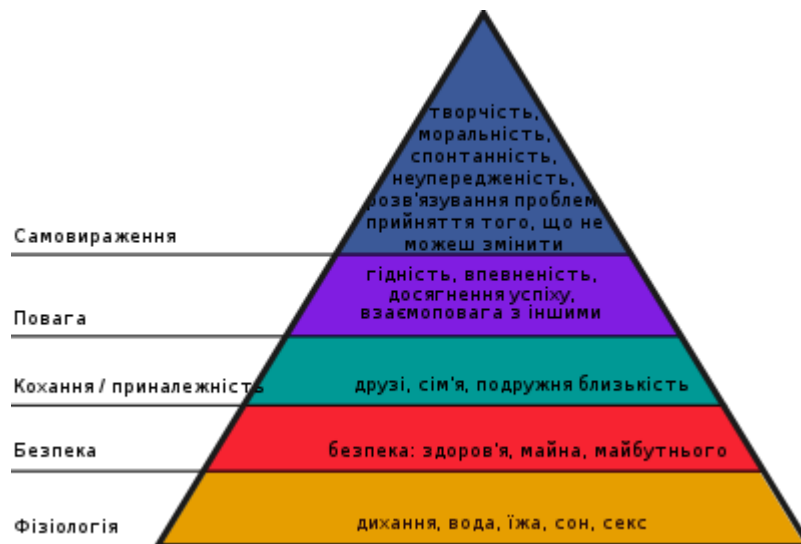 творчість,
моральність,
спонтанність,
неупередженість,
розв'язування проблем
прийняття того, що не
можеш змінити
Самовираження
гідність, впевненість,
досягнення успіху,
взаємоповага з іншими
Повага
Кохання / приналежність
друзі, сім'я, подружня близькість
Безпека
безпека: здоров'я, майна, майбутнього
Фізіологія
дихання, вода, їжа, сон, секс